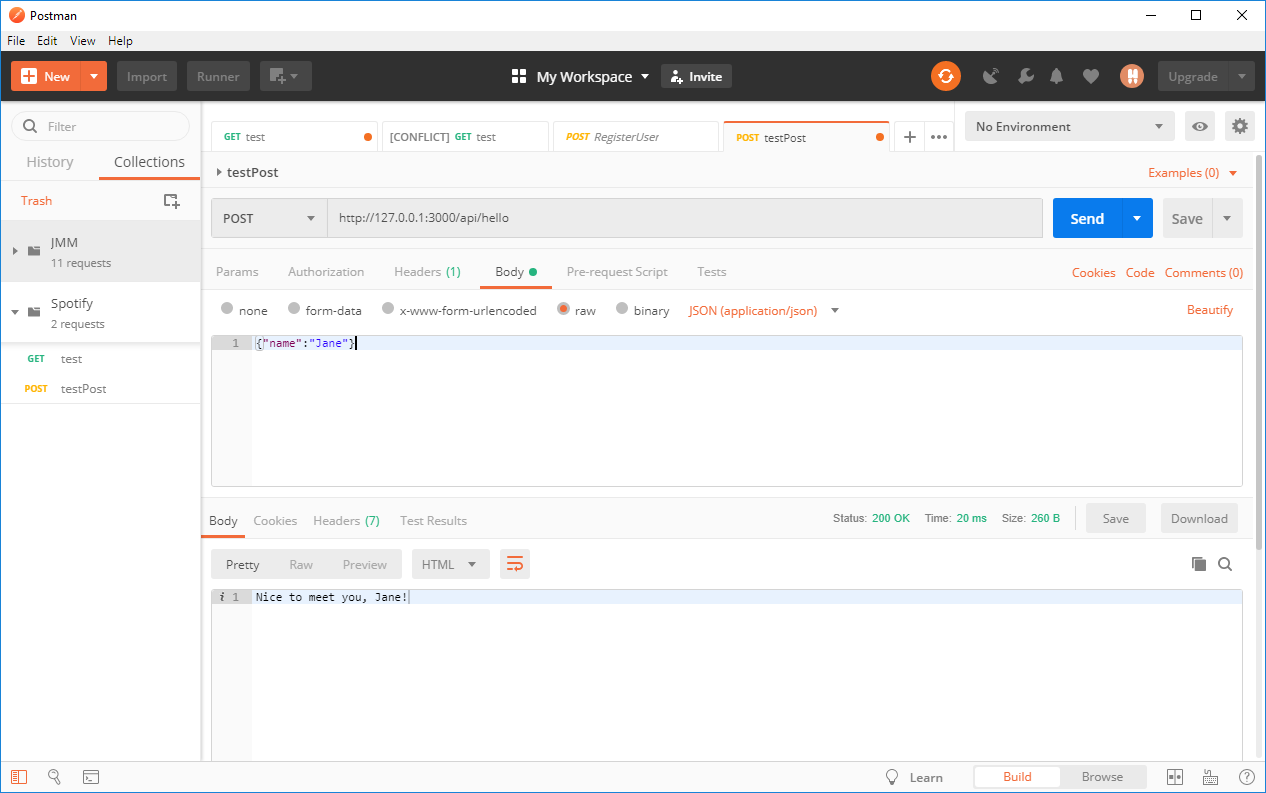 Postman
File Edit View Help
New Import Runner My Workspace Invite Upgrade
Filter
History Collections
Trash
JMM
11 requests
Spotify
2 requests
GET test
POST testPost
GET test [CONFLICT] GET test POST RegisterUser POST testPost No Environment
testPost Examples (0)
POST http://127.0.0.1:3000/api/hello Send Save
Params Authorization Headers (1) Body Pre-request Script Tests Cookies Code Comments (0)
none form-data x-www-form-urlencoded raw binary JSON (application/json) Beautify
1 {"name":"Jane"}
Body Cookies Headers (7) Test Results Status: 200 OK Time: 20 ms Size: 260 B Save Download
Pretty Raw Preview HTML
i 1 Nice to meet you, Jane!
Learn Build Browse